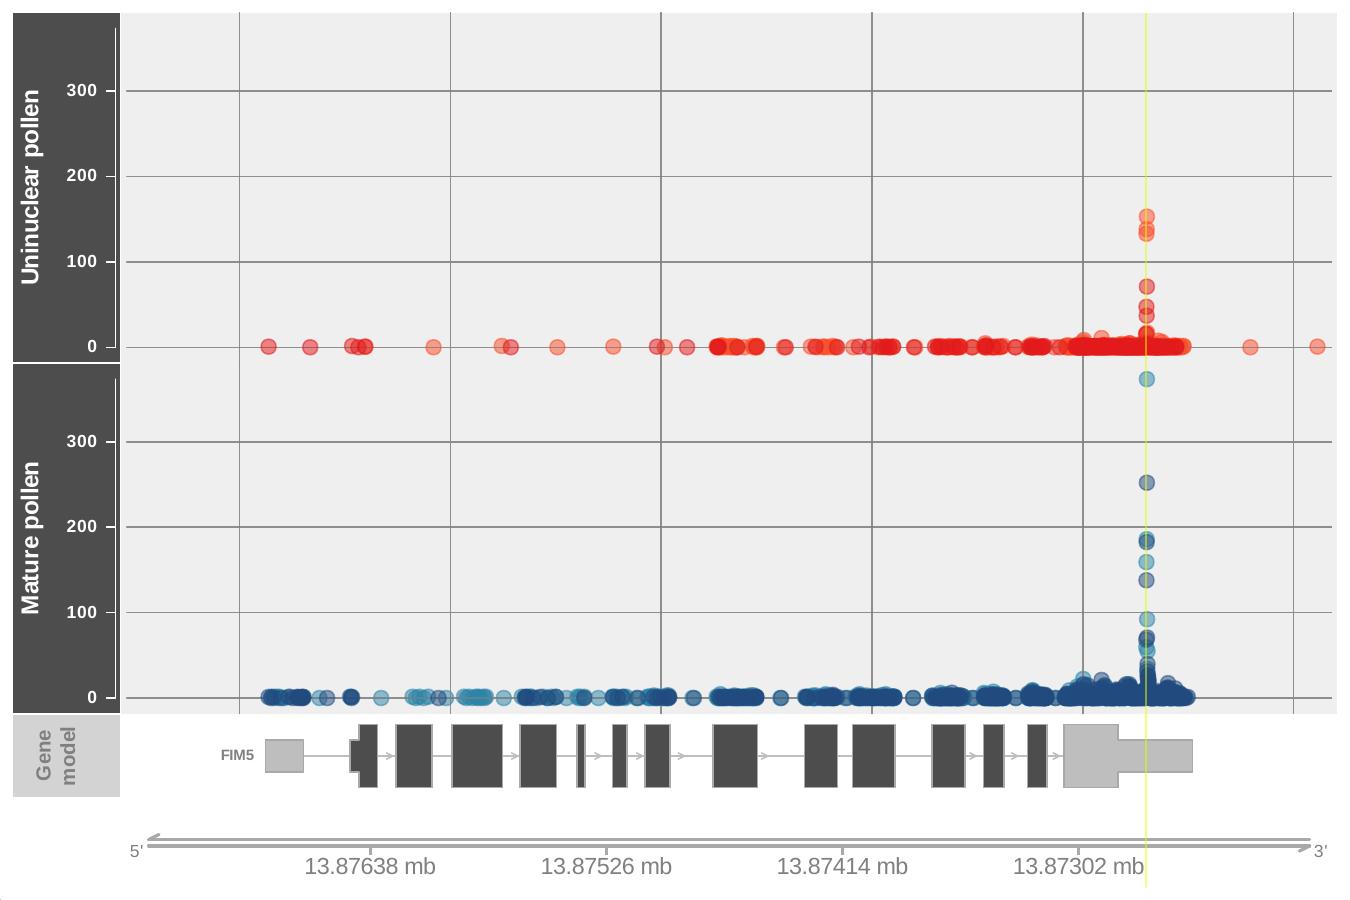 Uninuclear pollen
300
200
100
0
Mature pollen
300
200
100
0
Gene
model
FIM5
5'
3'
13.87638 mb
13.87526 mb
13.87414 mb
13.87302 mb